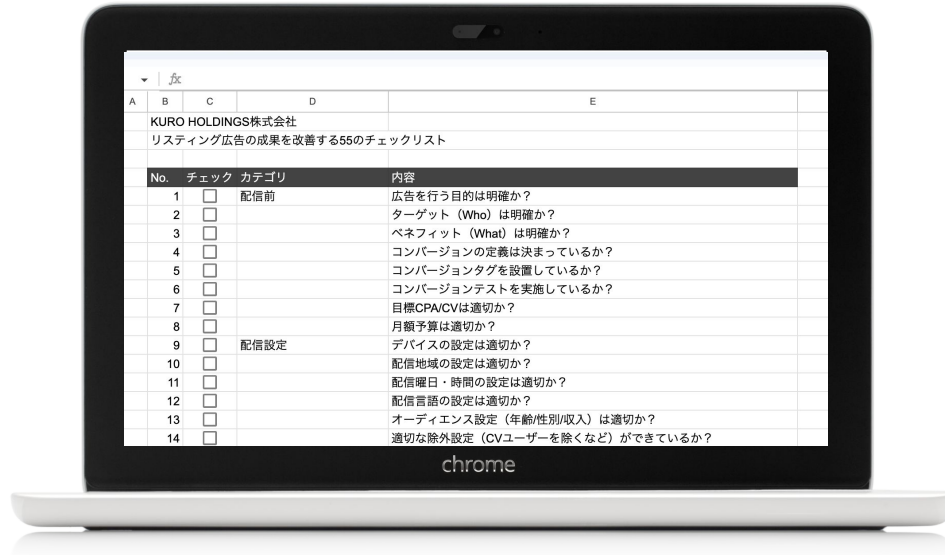 fx
A B C D E
KURO HOLDINGS株式会社
リスティング広告の成果を改善する55のチェックリスト
No. チェック カテゴリ 内容
1 配信前 広告を行う目的は明確か？
2 ターゲット（Who）は明確か？
3 ベネフィット（What）は明確か？
4 コンバージョンの定義は決まっているか？
5 コンバージョンタグを設置しているか？
6 コンバージョンテストを実施しているか？
7 目標CPA/CVは適切か？
8 月額予算は適切か？
9 配信設定 デバイスの設定は適切か？
10 配信地域の設定は適切か？
11 配信曜日・時間の設定は適切か？
12 配信言語の設定は適切か？
13 オーディエンス設定（年齢/性別/収入）は適切か？
14 適切な除外設定（CVユーザーを除くなど）ができているか？
chrome